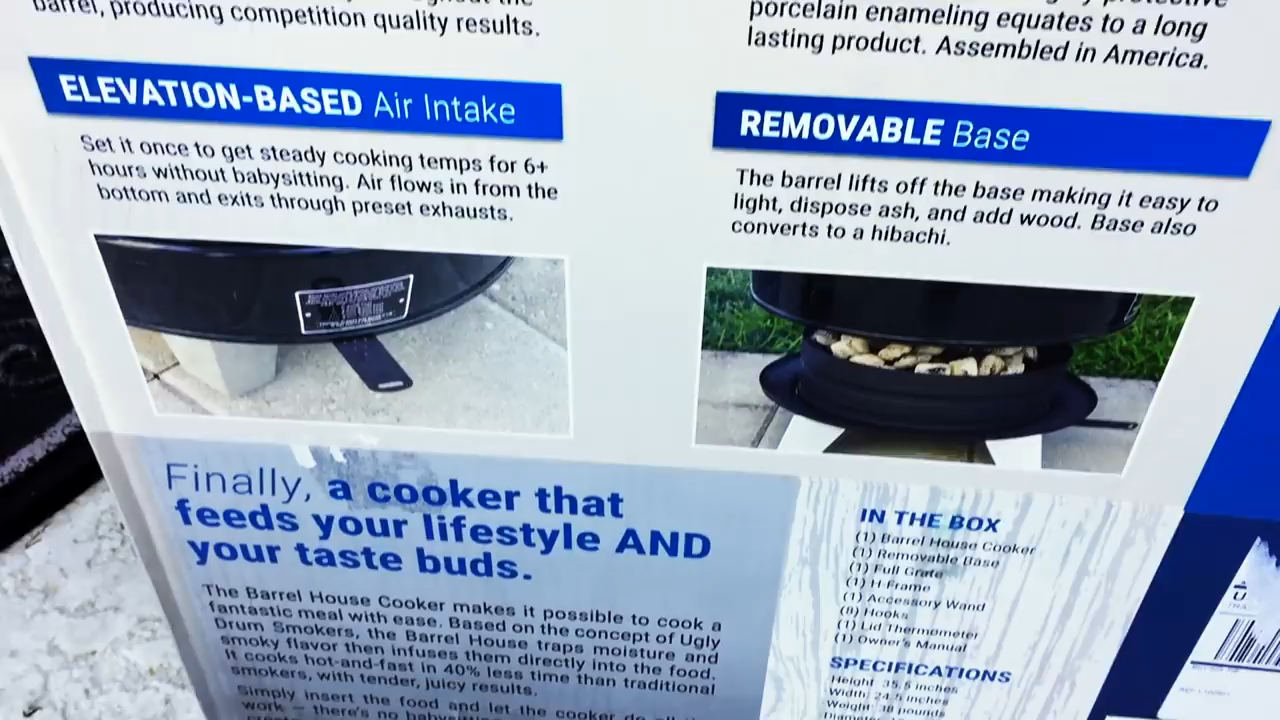 barrel, producing competition quality results.
porcelain enameling equates to a long
lasting product. Assembled in America.
ELEVATION-BASED Air Intake
Set it once to get steady cooking temps for 6+
hours without babysitting. Air flows in from the
bottom and exits through preset exhausts.
REMOVABLE Base
The barrel lifts off the base making it easy to
light, dispose ash, and add wood. Base also
converts to a hibachi.
Finally, a cooker that
feeds your lifestyle AND
your taste buds.
The Barrel House Cooker makes it possible to cook a
fantastic meal with ease. Based on the concept of Ugly
Drum Smokers, the Barrel House traps moisture and
smoky flavor then infuses them directly into the food.
It cooks hot-and-fast in 40% less time than traditional
smokers, with tender, juicy results.
Simply insert the food and let the cooker do all
work – there's no
IN THE BOX
(1) Barrel House Cooker
(1) Removable Base
(1) Full Grate
(1) H-Frame
(1) Accessory Wand
(8) Hooks
(1) Lid Thermometer
(1) Owner's Manual
SPECIFICATIONS
Height: 35.5 inches
Width: 24.5 inches
Weight: 38 pounds